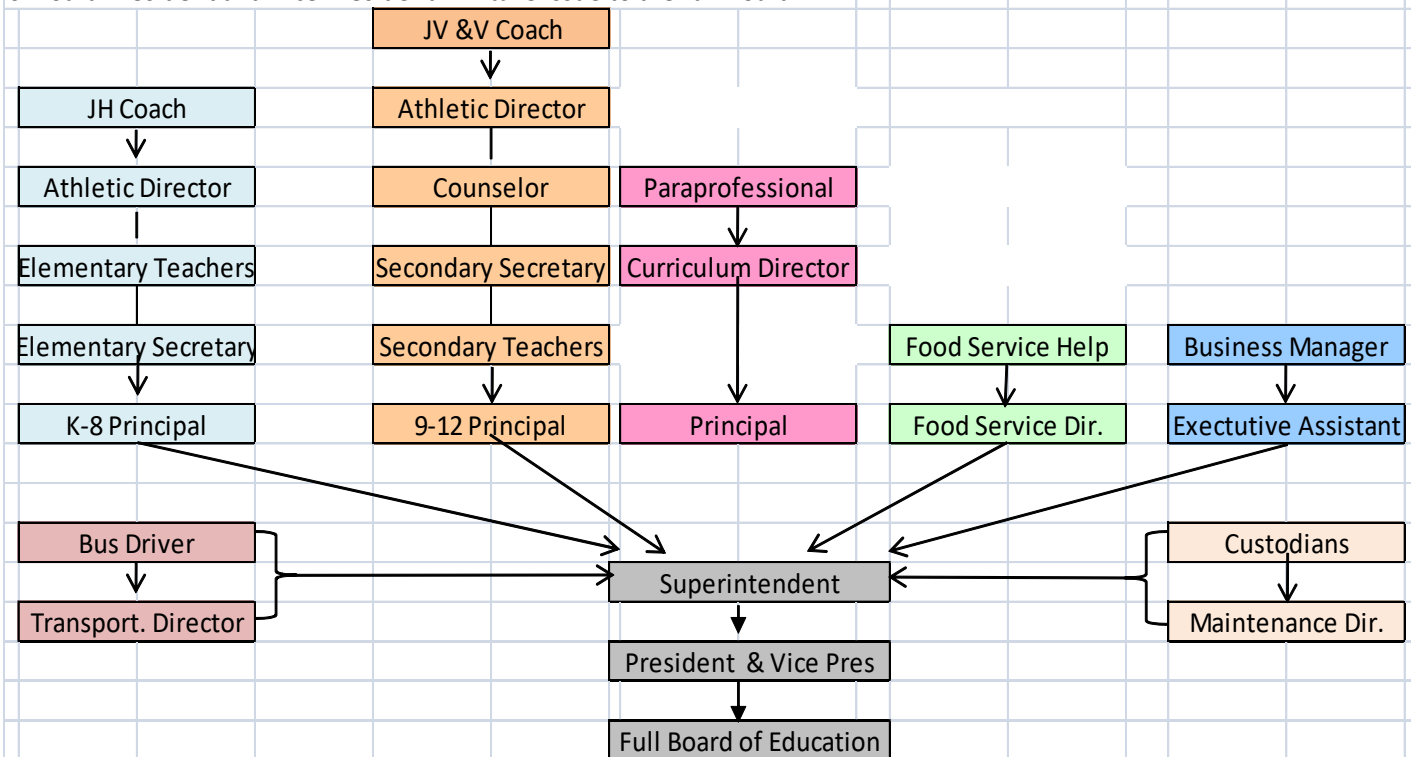 JV &V Coach
JH Coach
Athletic Director
Athletic Director
Counselor
Paraprofessional
Elementary Teachers
Secondary Secretary
Curriculum Director
Elementary Secretary
Secondary Teachers
Food Service Help
Business Manager
K-8 Principal
9-12 Principal
Principal
Food Service Dir.
Exectutive Assistant
Bus Driver
Custodians
Superintendent
Transport. Director
Maintenance Dir.
President & Vice Pres
Full Board of Education